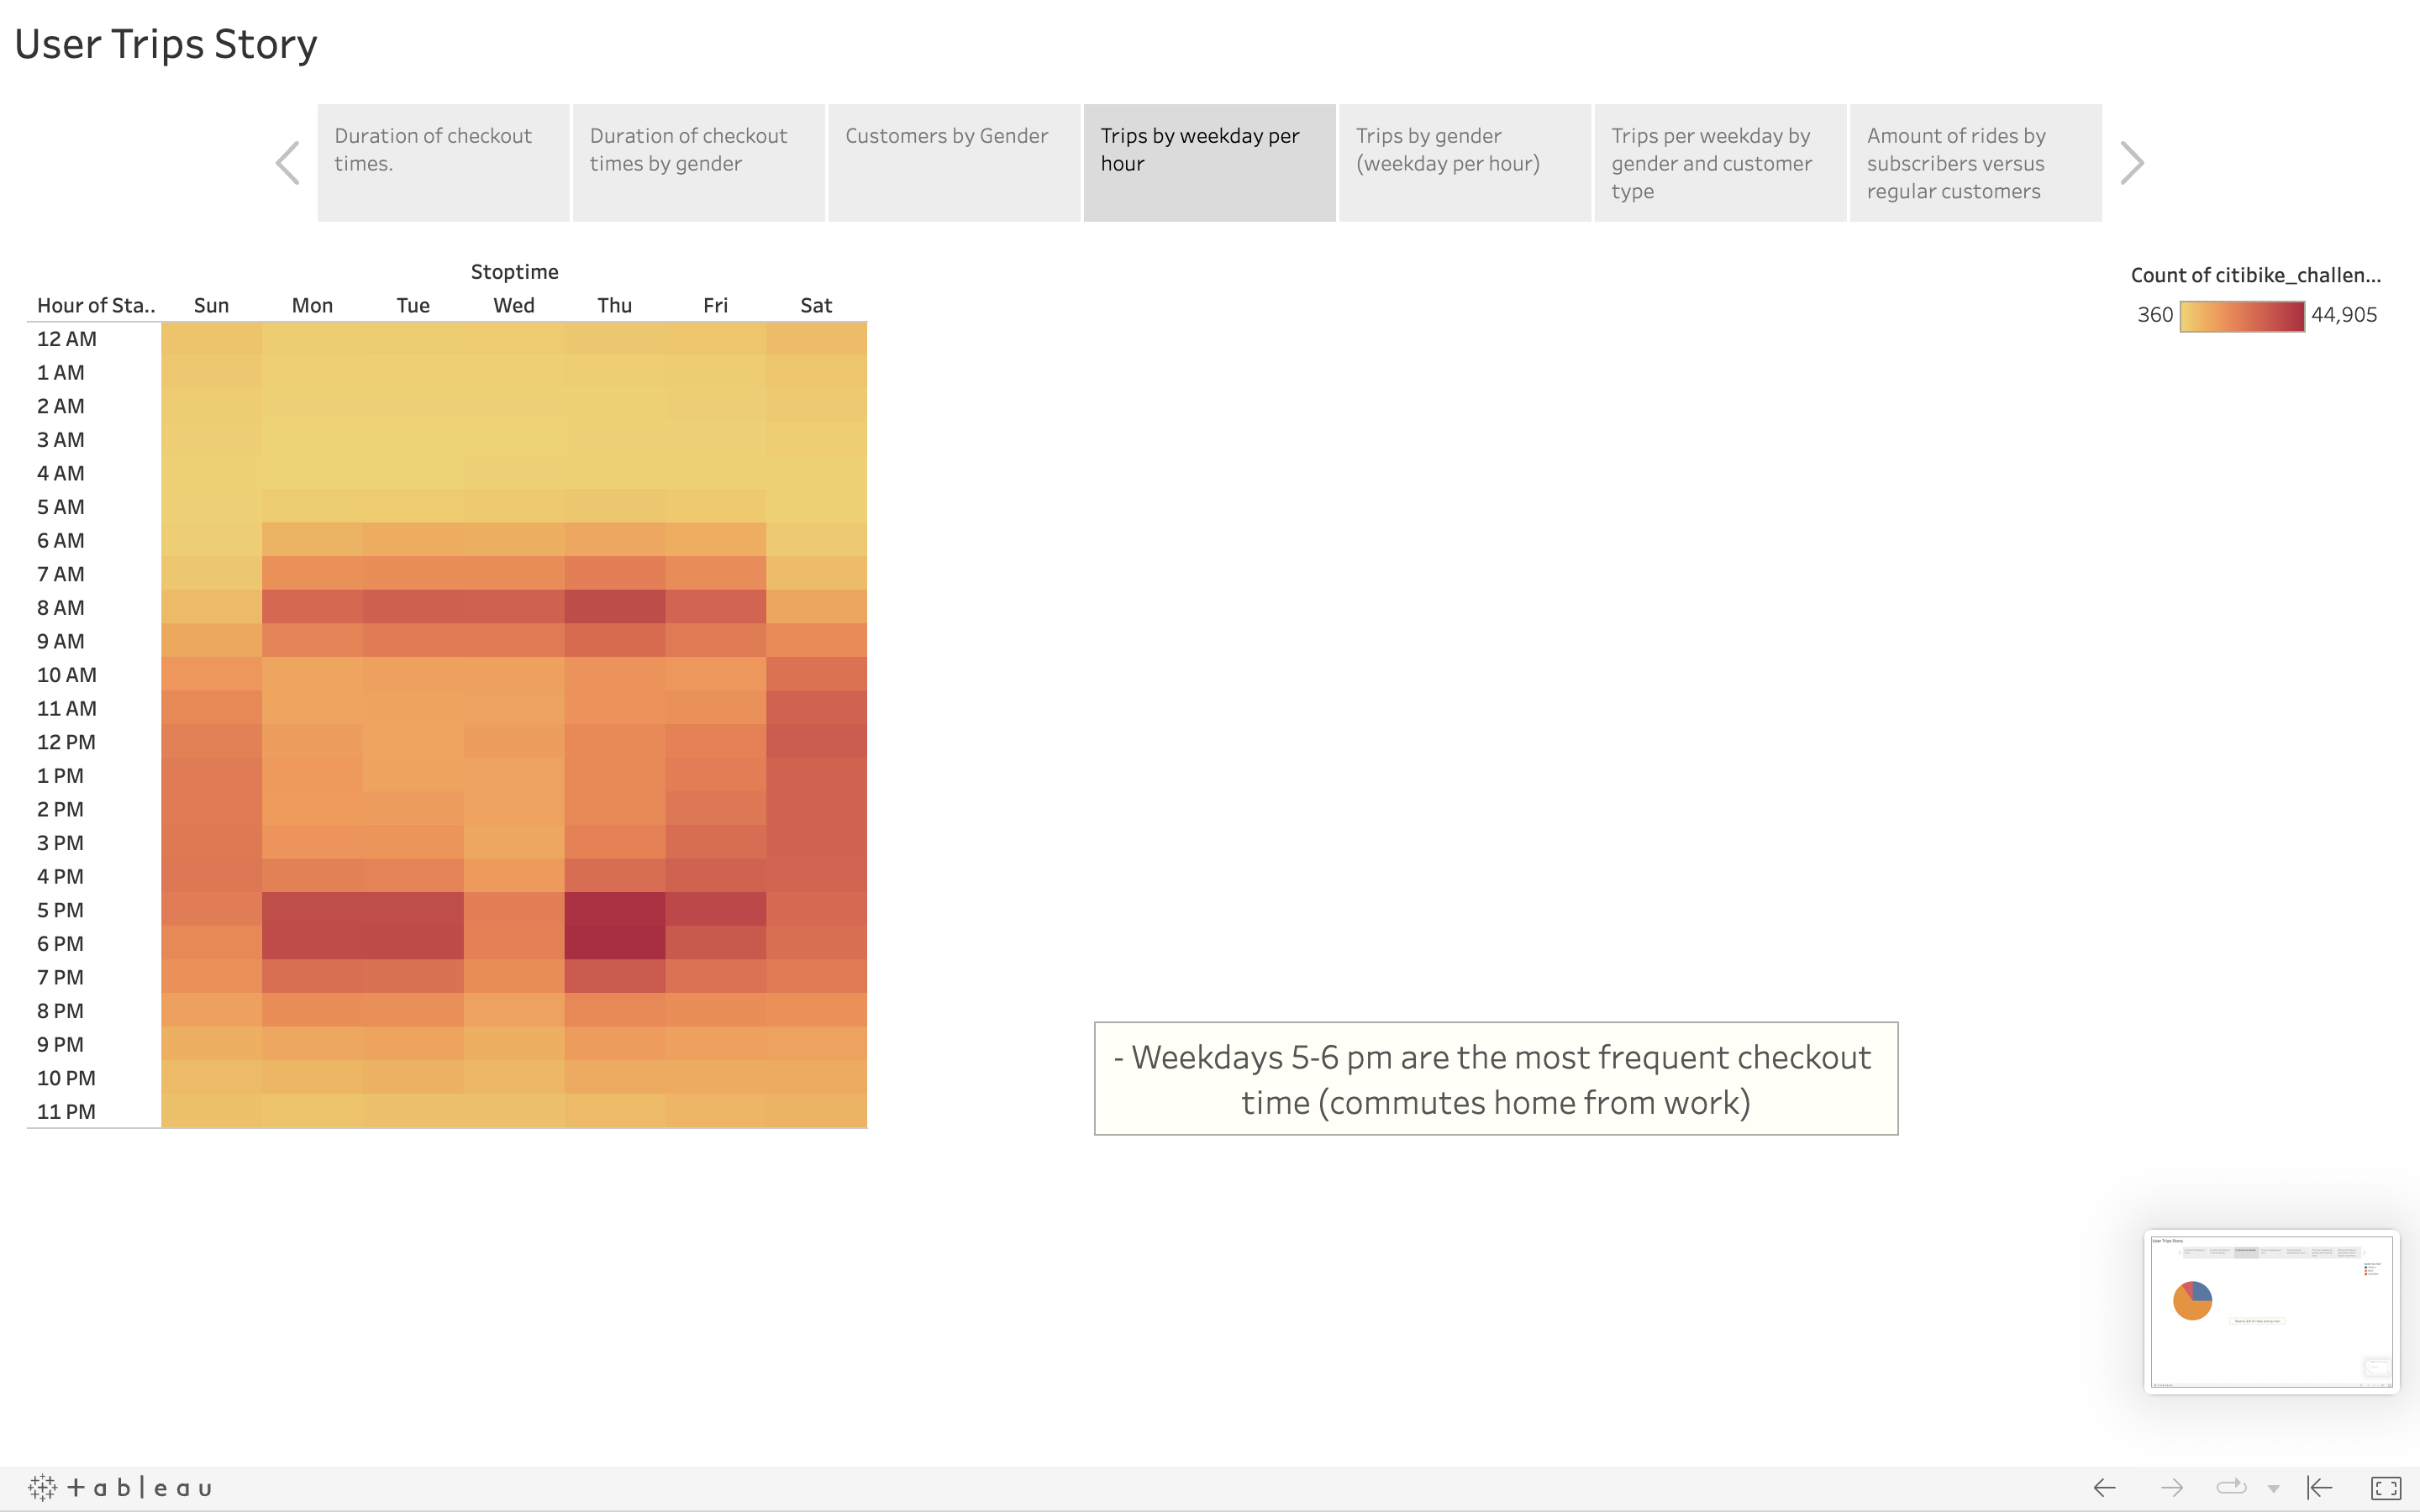 User Trips Story
Duration of checkout
times.
Duration of checkout
times by gender
Customers by Gender
Trips by weekday per
hour
Trips by gender
(weekday per hour)
Trips per weekday by
gender and customer
type
Amount of rides by
subscribers versus
regular customers
Stoptime
Hour of Sta.. Sun Mon Tue Wed Thu Fri Sat
12 AM
1 AM
2 AM
3 AM
4 AM
5 AM
6 AM
7 AM
8 AM
9 AM
10 AM
11 AM
12 PM
1 PM
2 PM
3 PM
4 PM
5 PM
6 PM
7 PM
8 PM
9 PM
10 PM
11 PM
Count of citibike_challen...
360 44,905
- Weekdays 5-6 pm are the most frequent checkout
time (commutes home from work)
User Trips Story
+ a b l e a u